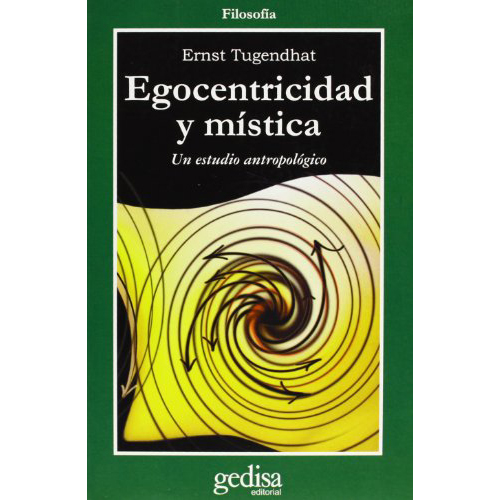 Filosofía
Ernst Tugendhat
Egocentricidad
y mística
Un estudio antropológico
gedisa
editorial